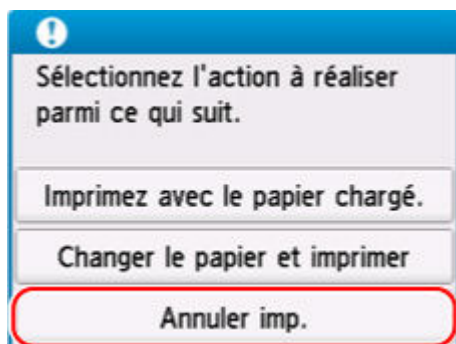 Sélectionnez l'action à réaliser
parmi ce qui suit.
Imprimez avec le papier chargé.
Changer le papier et imprimer
Annuler imp.